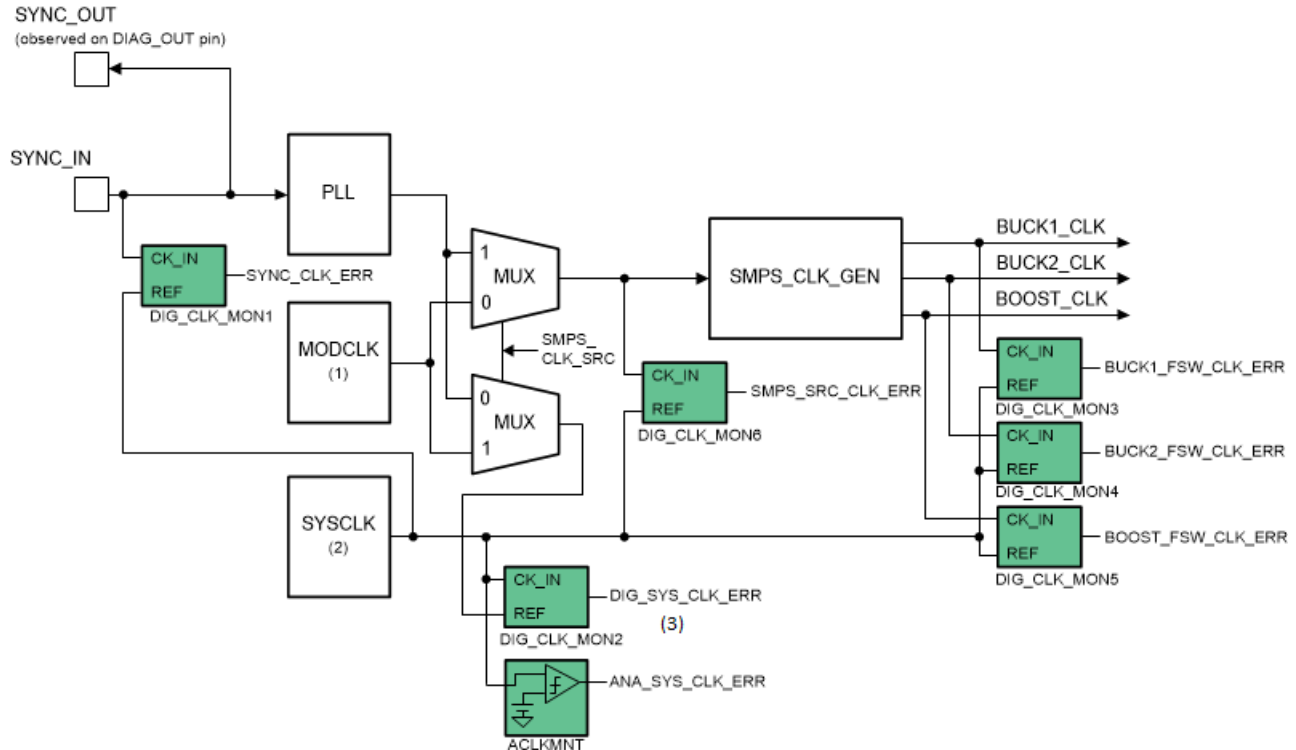 SYNC_OUT
(observed on DIAG_OUT pin)
SYNC_IN
PLL
CK_IN
REF
SYNC_CLK_ERR
DIG_CLK_MON1
MODCLK
(1)
1
MUX
0
SMPS_
CLK_SRC
0
MUX
1
SMPS_CLK_GEN
BUCK1_CLK
BUCK2_CLK
BOOST_CLK
CK_IN
REF
SMPS_SRC_CLK_ERR
DIG_CLK_MON6
CK_IN
REF
BUCK1_FSW_CLK_ERR
DIG_CLK_MON3
CK_IN
REF
BUCK2_FSW_CLK_ERR
DIG_CLK_MON4
CK_IN
REF
BOOST_FSW_CLK_ERR
DIG_CLK_MON5
SYSCLK
(2)
CK_IN
REF
DIG_SYS_CLK_ERR
(3)
DIG_CLK_MON2
ANA_SYS_CLK_ERR
ACLKMNT